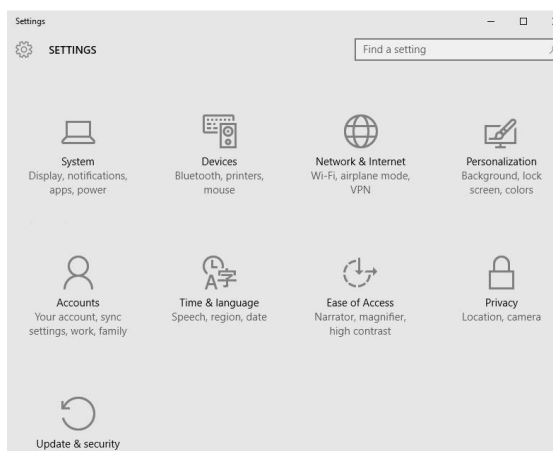 Settings
SETTINGS
Find a setting
System
Display, notifications,
apps, power
Devices
Bluetooth, printers,
mouse
Network & Internet
Wi-Fi, airplane mode,
VPN
Personalization
Background, lock
screen, colors
Accounts
Your account, sync
settings, work, family
Time & language
Speech, region, date
Ease of Access
Narrator, magnifier,
high contrast
Privacy
Location, camera
Update & security